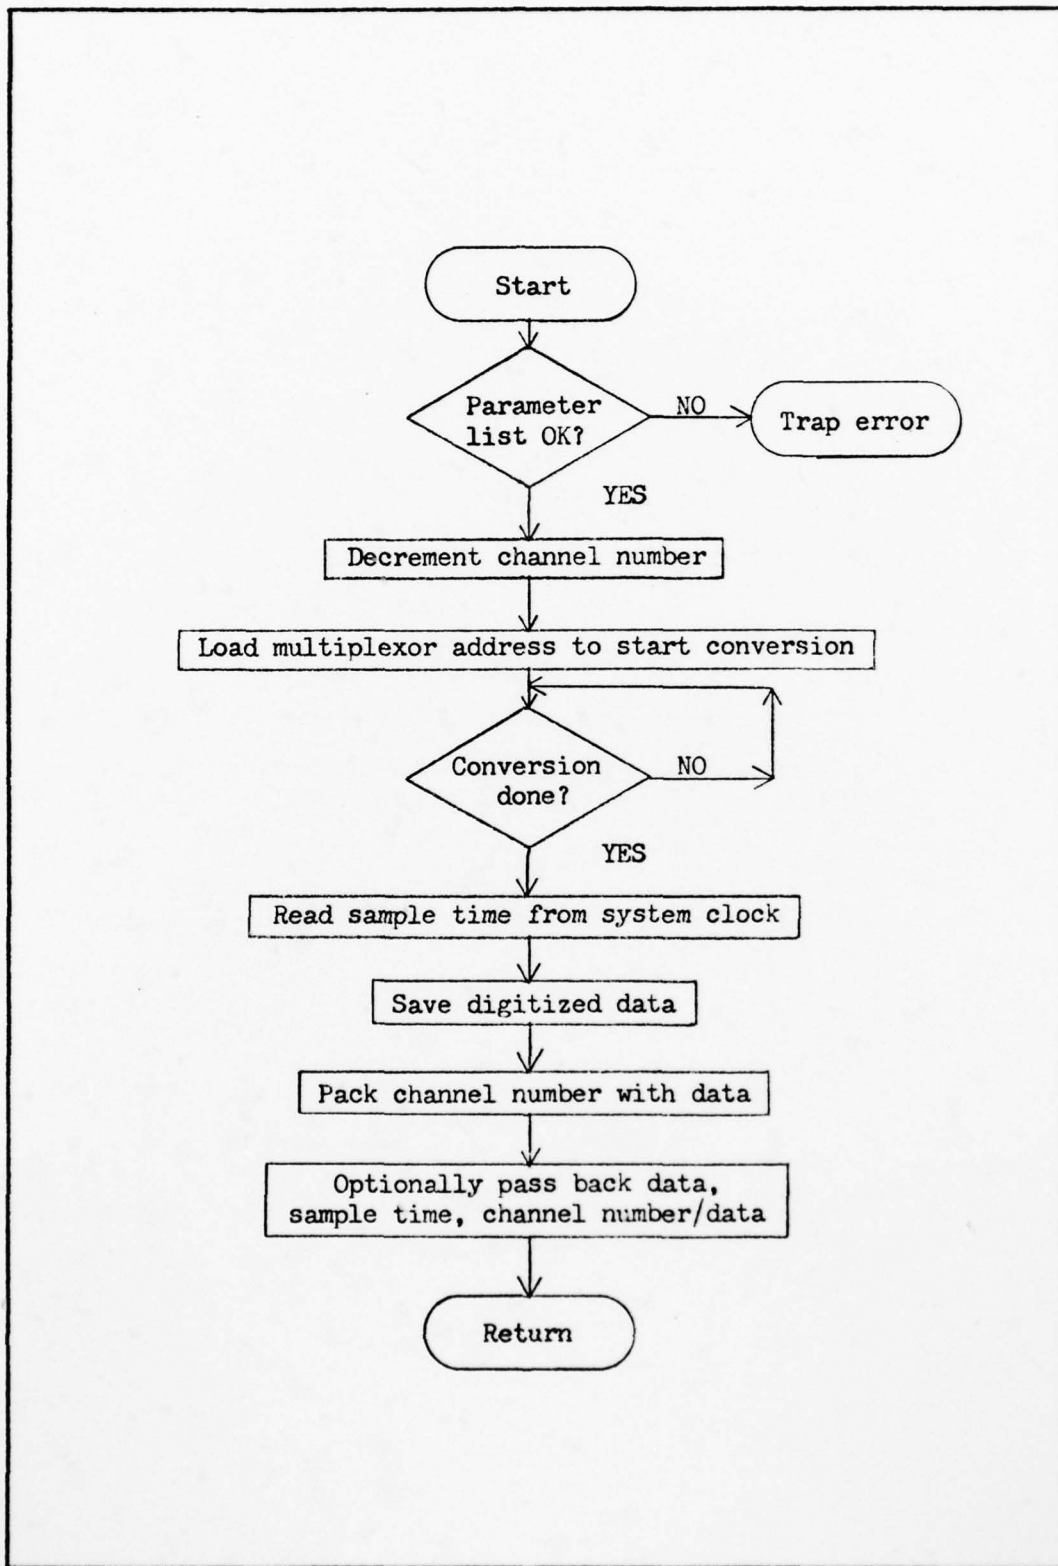 Start
Parameter
list OK?
NO
Trap error
YES
Decrement channel number
Load multiplexor address to start conversion
Conversion
done?
NO
YES
Read sample time from system clock
Save digitized data
Pack channel number with data
Optionally pass back data,
sample time, channel number/data
Return